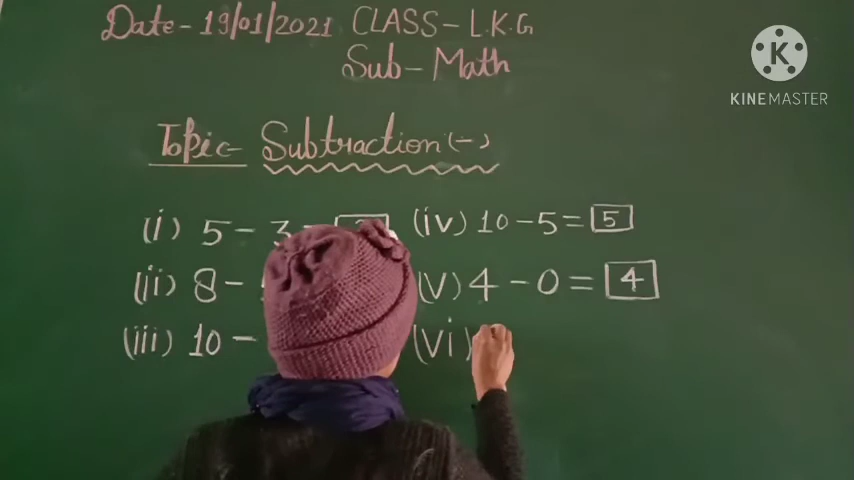 Date- 19/01/2021 CLASS- L.K.G
Sub- Math
K
KINEMASTER
Topic- Subtraction (-)
(i) 5 - 3 =
(iv) 10 - 5 = 5
(ii) 8 -
(v) 4 - 0 = 4
(iii) 10 -
(vi)